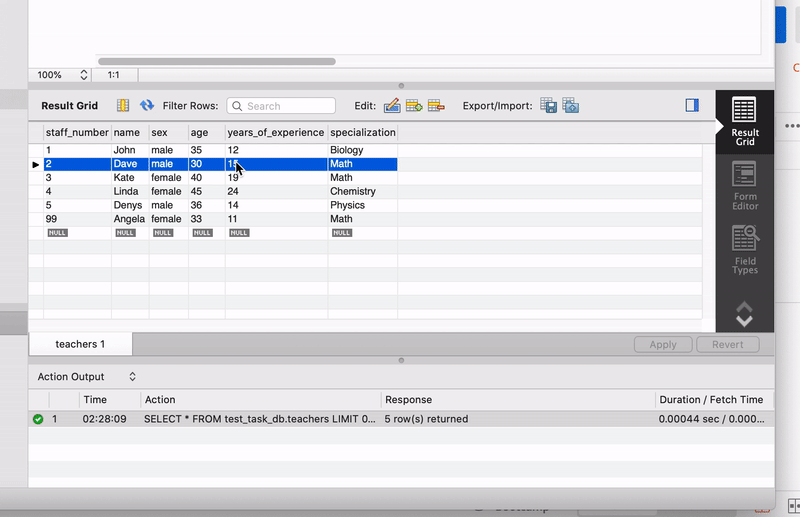 100% 1:1
Result Grid Filter Rows: Search Edit: Export/Import:
staff_number name sex age years_of_experience specialization
1 John male 35 12 Biology
2 Dave male 30 Math
3 Kate female 40 19 Math
4 Linda female 45 24 Chemistry
5 Denys male 36 14 Physics
99 Angela female 33 11 Math
NULL NULL NULL NULL NULL NULL
Result
Grid
Form
Editor
Field
Types
teachers 1 Apply Revert
Action Output
Time Action Response Duration / Fetch Time
1 02:28:09 SELECT * FROM test_task_db.teachers LIMIT 0... 5 row(s) returned 0.00044 sec / 0.000...